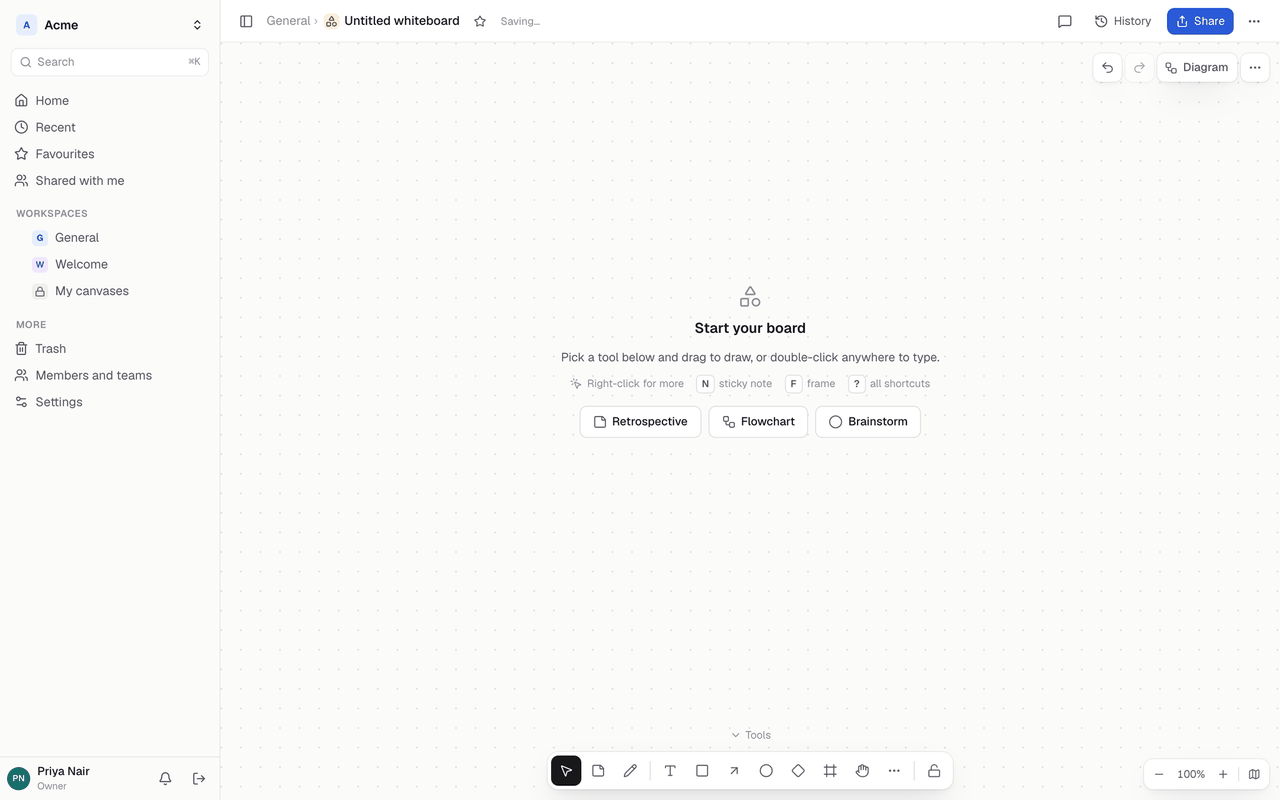 A Acme
Search ⌘K
Home
Recent
Favourites
Shared with me
WORKSPACES
G General
W Welcome
My canvases
MORE
Trash
Members and teams
Settings
PN Priya Nair
Owner
General › Untitled whiteboard Saving...
History Share
Diagram
Start your board
Pick a tool below and drag to draw, or double-click anywhere to type.
Right-click for more N sticky note F frame ? all shortcuts
Retrospective Flowchart Brainstorm
Tools
T
− 100% +